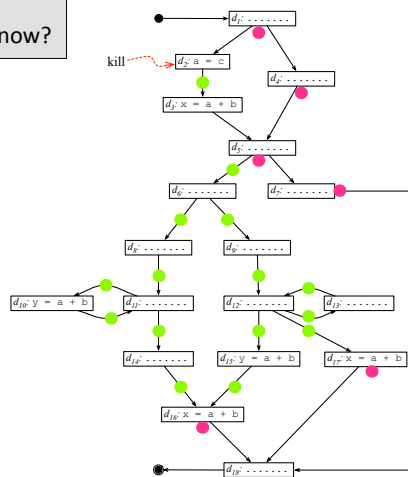 now?
d1: . . . . . . .
kill
d2: a = c
d4: . . . . . . .
d3: x = a + b
d5: . . . . . . .
d6: . . . . . . .
d7: . . . . . . .
d8: . . . . . . .
d9: . . . . . . .
d10: y = a + b
d11: . . . . . . .
d12: . . . . . . .
d13: . . . . . . .
d14: . . . . . . .
d15: y = a + b
d17: x = a + b
d16: x = a + b
d18: . . . . . . .